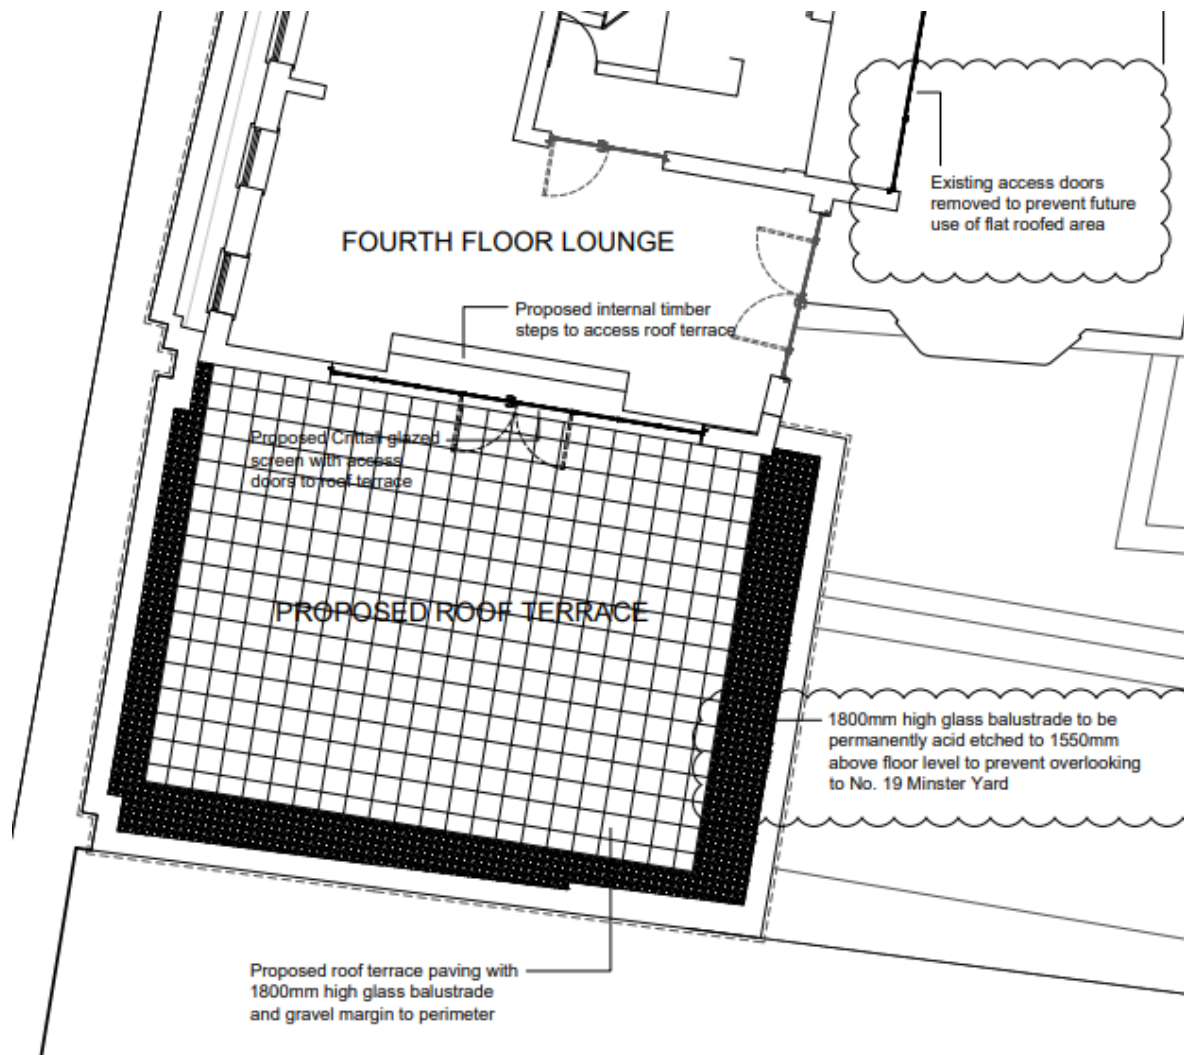 Existing access doors
removed to prevent future
use of flat roofed area
FOURTH FLOOR LOUNGE
Proposed internal timber
steps to access roof terrace
Proposed Crittall glazed
screen with access
doors to roof terrace
PROPOSED ROOF TERRACE
1800mm high glass balustrade to be
permanently acid etched to 1550mm
above floor level to prevent overlooking
to No. 19 Minster Yard
Proposed roof terrace paving with
1800mm high glass balustrade
and gravel margin to perimeter